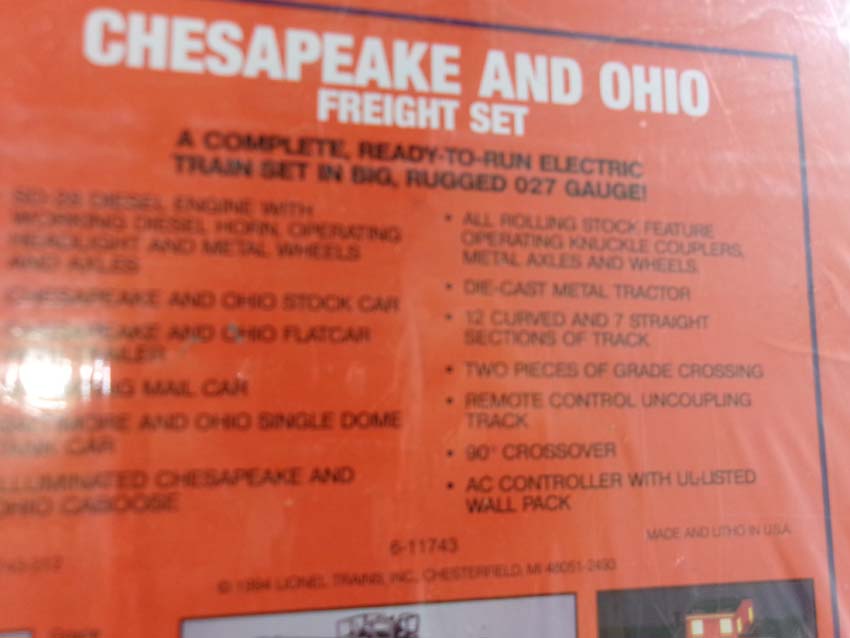 CHESAPEAKE AND OHIO
FREIGHT SET
A COMPLETE, READY-TO-RUN ELECTRIC
TRAIN SET IN BIG, RUGGED 027 GAUGE!
DIESEL ENGINE WITH
WORKING DIESEL HORN, OPERATING
HEADLIGHT AND METAL WHEELS
AND AXLES
CHESAPEAKE AND OHIO STOCK CAR
AND OHIO FLATCAR
MAIL CAR
AND OHIO SINGLE DOME
CAR
ILLUMINATED CHESAPEAKE AND
OHIO CABOOSE
• ALL ROLLING STOCK FEATURE
OPERATING KNUCKLE COUPLERS,
METAL AXLES AND WHEELS.
• DIE-CAST METAL TRACTOR
• 12 CURVED AND 7 STRAIGHT
SECTIONS OF TRACK
• TWO PIECES OF GRADE CROSSING
• REMOTE CONTROL UNCOUPLING
TRACK
• 90° CROSSOVER
• AC CONTROLLER WITH UL-LISTED
WALL PACK
6-11743
MADE AND LITHO IN U.S.A.
© 1994 LIONEL TRAINS, INC., CHESTERFIELD, MI 48051-2493